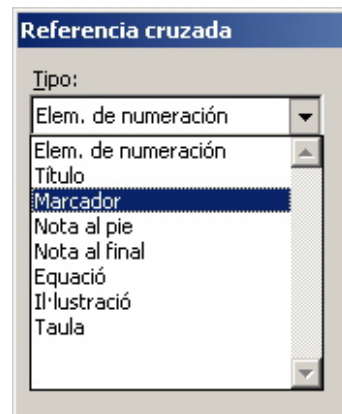 Referencia cruzada
Tipo:
Elem. de numeración
Elem. de numeración
Título
Marcador
Nota al pie
Nota al final
Equació
Il·lustració
Taula